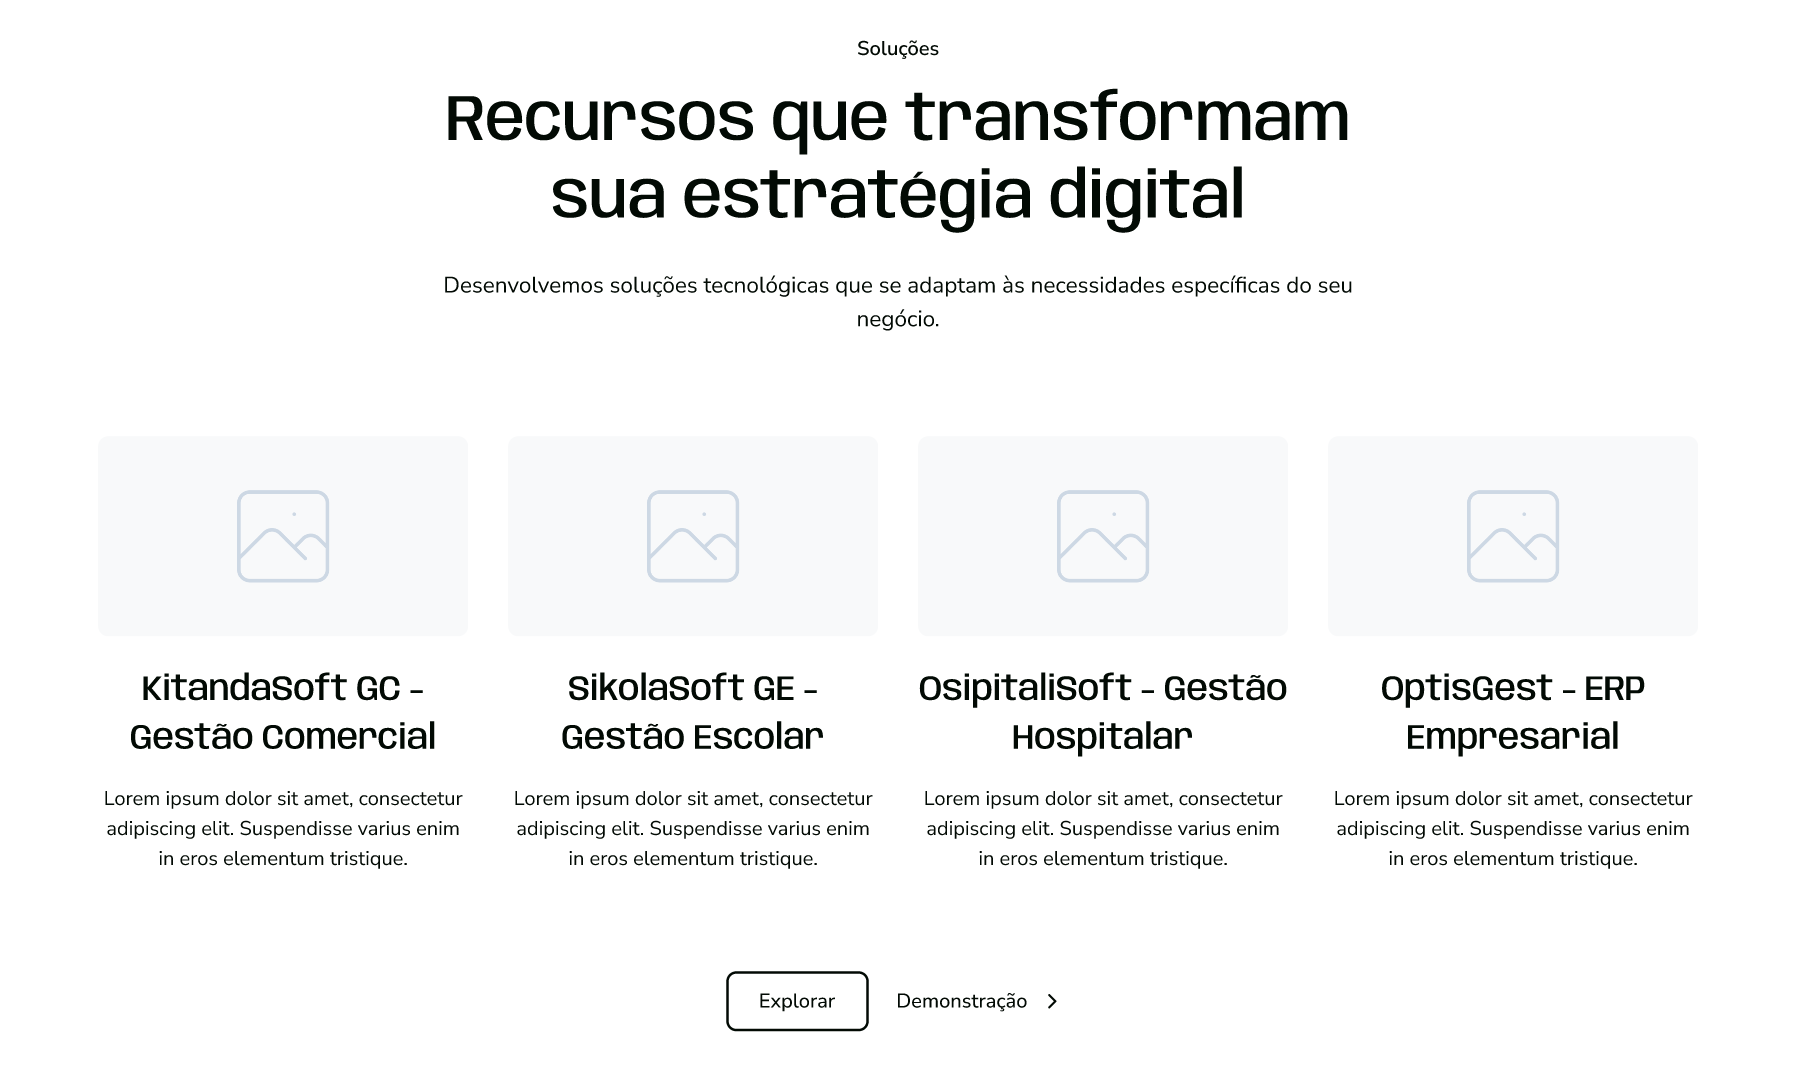 Soluções
Recursos que transformam
sua estratégia digital
Desenvolvemos soluções tecnológicas que se adaptam às necessidades específicas do seu
negócio.
KitandaSoft GC -
Gestão Comercial
Lorem ipsum dolor sit amet, consectetur
adipiscing elit. Suspendisse varius enim
in eros elementum tristique.
SikolaSoft GE -
Gestão Escolar
Lorem ipsum dolor sit amet, consectetur
adipiscing elit. Suspendisse varius enim
in eros elementum tristique.
OsipitaliSoft - Gestão
Hospitalar
Lorem ipsum dolor sit amet, consectetur
adipiscing elit. Suspendisse varius enim
in eros elementum tristique.
OptisGest - ERP
Empresarial
Lorem ipsum dolor sit amet, consectetur
adipiscing elit. Suspendisse varius enim
in eros elementum tristique.
Explorar
Demonstração